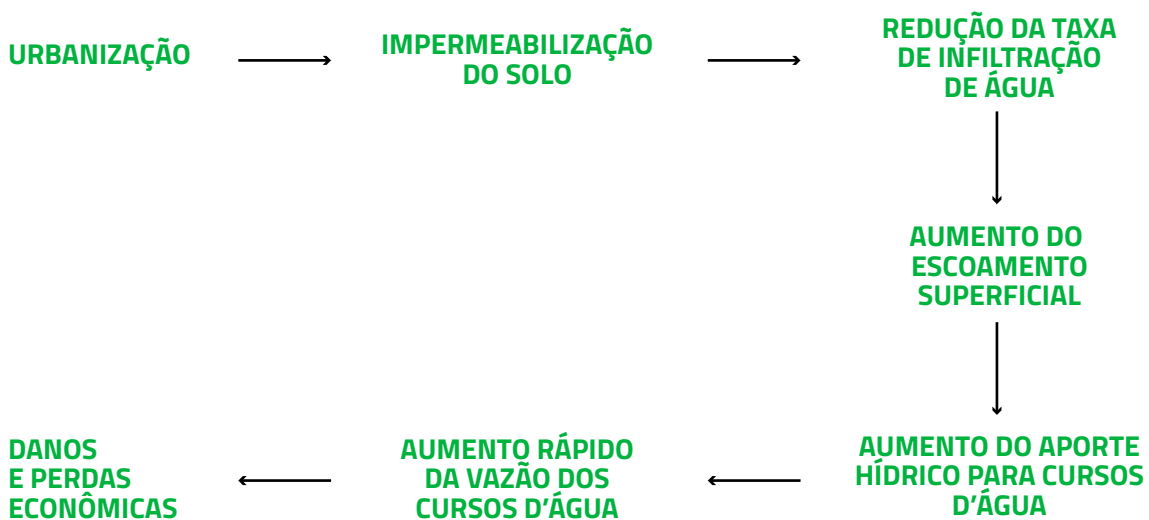 URBANIZAÇÃO
IMPERMEABILIZAÇÃO
DO SOLO
REDUÇÃO DA TAXA
DE INFILTRAÇÃO
DE ÁGUA
AUMENTO DO
ESCOAMENTO
SUPERFICIAL
AUMENTO DO APORTE
HÍDRICO PARA CURSOS
D’ÁGUA
AUMENTO RÁPIDO
DA VAZÃO DOS
CURSOS D’ÁGUA
DANOS
E PERDAS
ECONÔMICAS